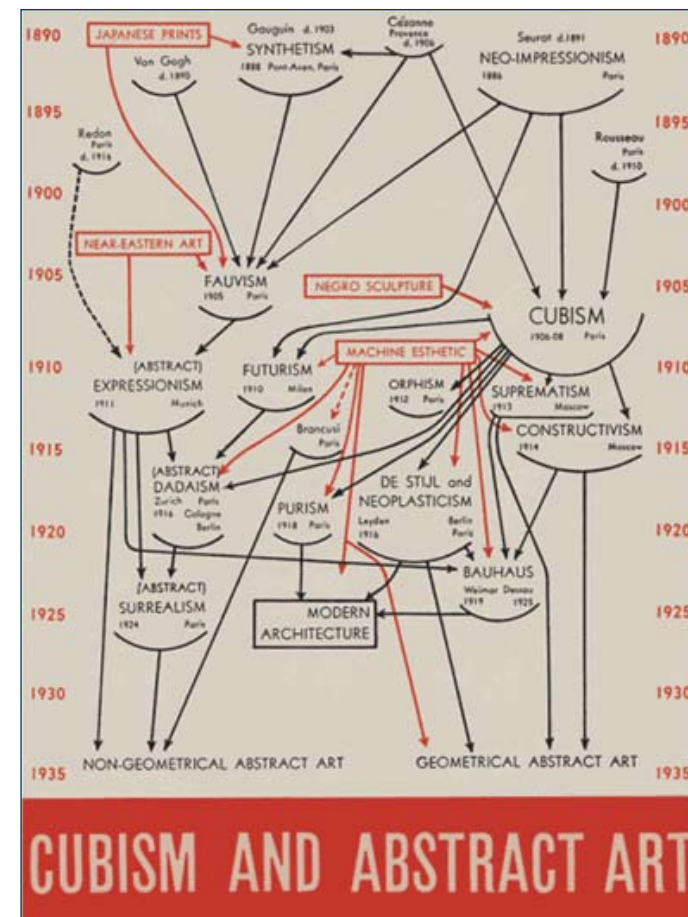 1890
JAPANESE PRINTS
Van Gogh
d. 1890
Gauguin d. 1903
SYNTHETISM
1888 Pont-Aven, Paris
Cézanne
Provence
d. 1906
Seurat d.1891
NEO-IMPRESSIONISM
1886 Paris
1890
1895
1895
Redon
Paris
d. 1916
Rousseau
Paris
d. 1910
1900
1900
NEAR-EASTERN ART
1905
FAUVISM
1905 Paris
NEGRO SCULPTURE
1905
CUBISM
1906-08 Paris
1910
(ABSTRACT)
EXPRESSIONISM
1911 Munich
FUTURISM
1910 Milan
MACHINE ESTHETIC
ORPHISM
1912 Paris
SUPREMATISM
1913 Moscow
1910
Brancusi
Paris
CONSTRUCTIVISM
1914 Moscow
1915
1915
(ABSTRACT)
DADAISM
Zurich Paris
1916 Cologne
Berlin
PURISM
1918 Paris
DE STIJL and
NEOPLASTICISM
Leyden Berlin
1916 Paris
1920
1920
(ABSTRACT)
SURREALISM
1924 Paris
BAUHAUS
Weimar Dessau
1919 1925
MODERN
ARCHITECTURE
1925
1925
1930
1930
NON-GEOMETRICAL ABSTRACT ART
GEOMETRICAL ABSTRACT ART
1935
1935
CUBISM AND ABSTRACT ART